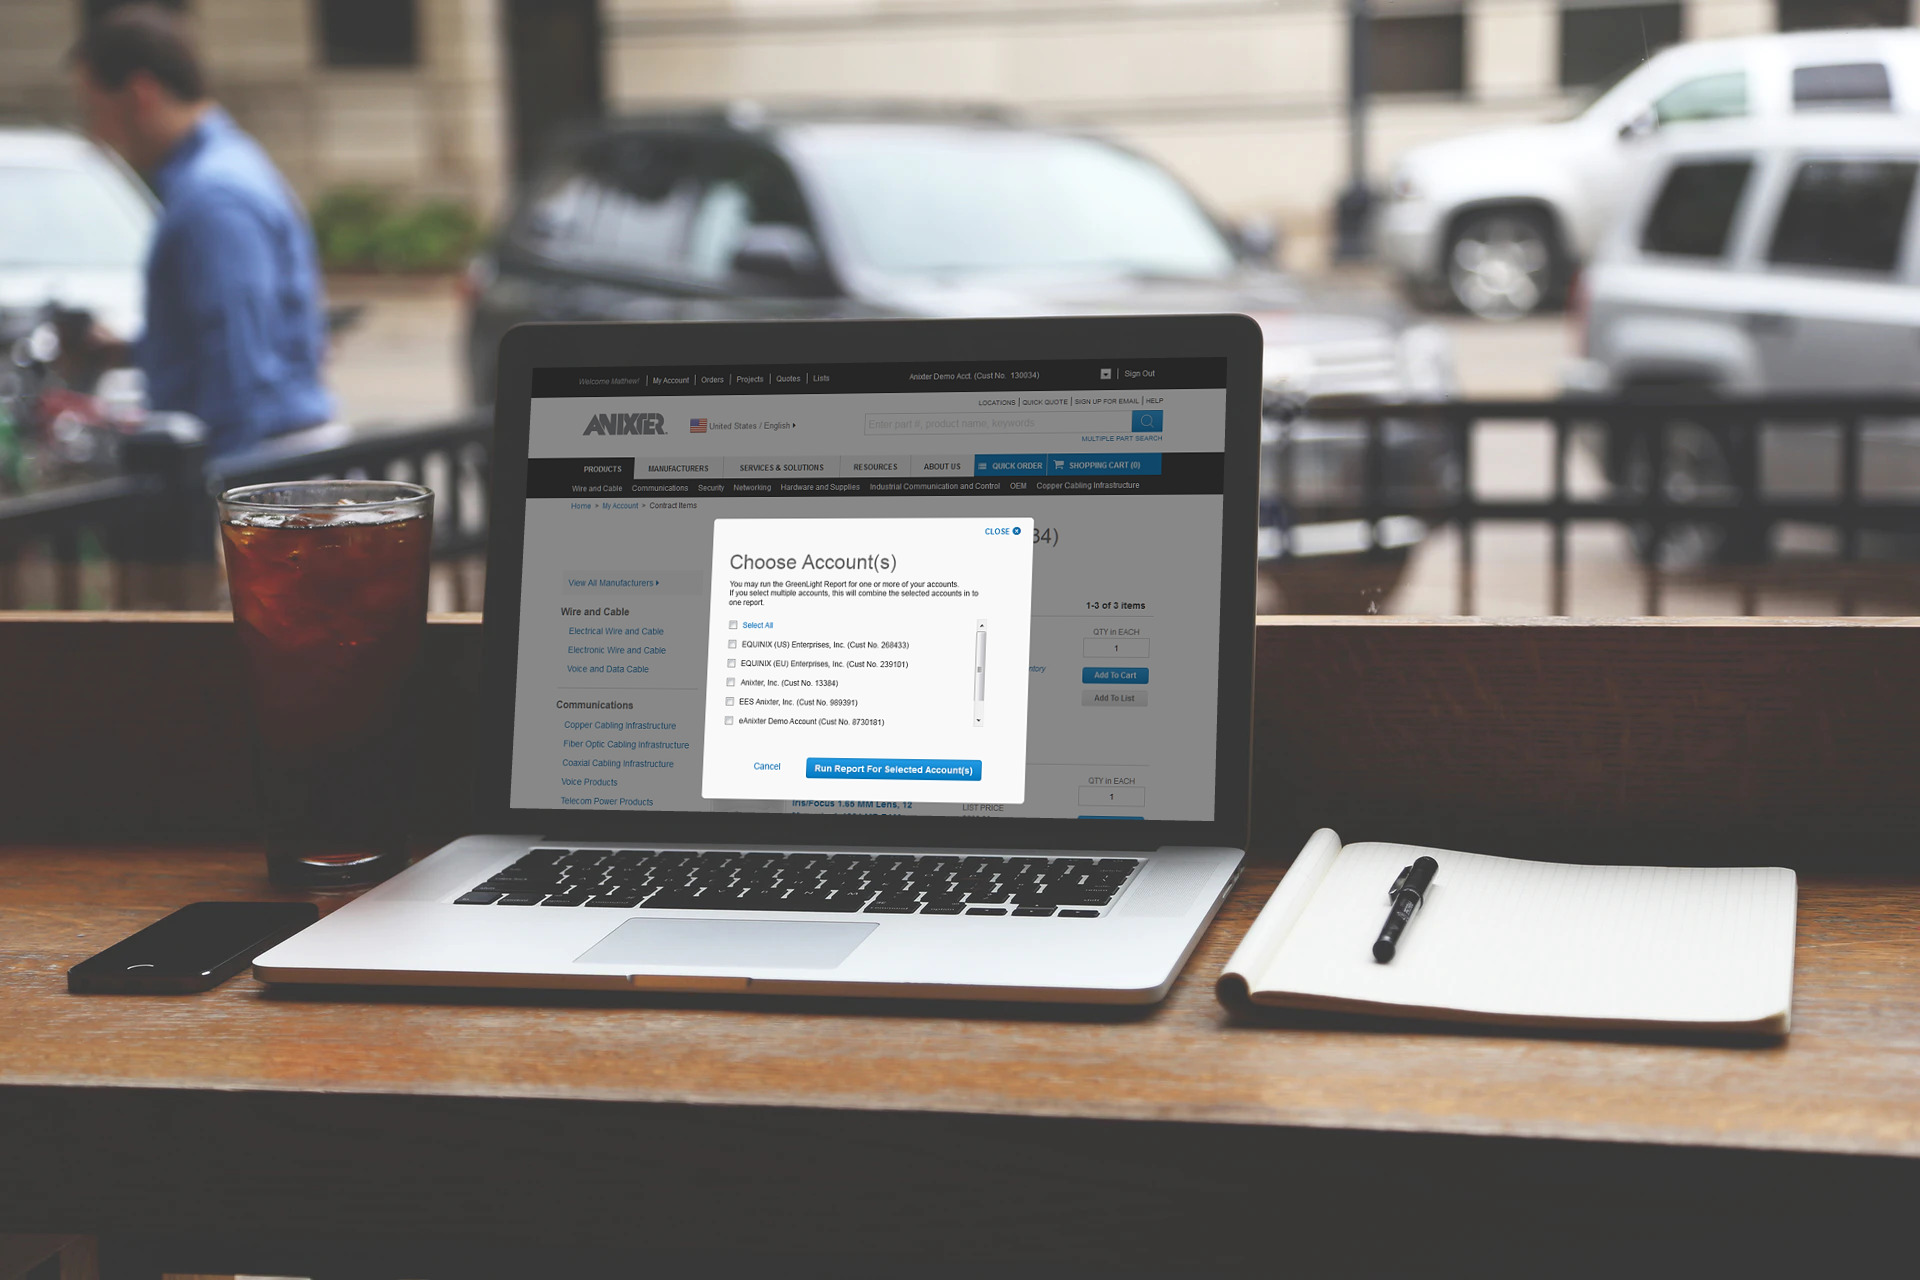 Welcome Matthew! My Account Orders Projects Quotes Lists Anixter Demo Acct. (Cust No. 130034) Sign Out
LOCATIONS QUICK QUOTE SIGN UP FOR EMAIL HELP
ANIXTER United States / English Enter part #, product name, keywords
MULTIPLE PART SEARCH
PRODUCTS MANUFACTURERS SERVICES & SOLUTIONS RESOURCES ABOUT US QUICK ORDER SHOPPING CART (0)
Wire and Cable Communications Security Networking Hardware and Supplies Industrial Communication and Control OEM Copper Cabling Infrastructure
Home > My Account > Contract Items
34)
View All Manufacturers
Wire and Cable
Electrical Wire and Cable
Electronic Wire and Cable
Voice and Data Cable
Communications
Copper Cabling Infrastructure
Fiber Optic Cabling Infrastructure
Coaxial Cabling Infrastructure
Voice Products
Telecom Power Products
CLOSE
Choose Account(s)
You may run the GreenLight Report for one or more of your accounts.
If you select multiple accounts, this will combine the selected accounts in to
one report.
Select All
EQUINIX (US) Enterprises, Inc. (Cust No. 268433)
EQUINIX (EU) Enterprises, Inc. (Cust No. 239101)
Anixter, Inc. (Cust No. 13384)
EES Anixter, Inc. (Cust No. 989391)
eAnixter Demo Account (Cust No. 8730181)
Cancel Run Report For Selected Account(s)
1-3 of 3 items
QTY in EACH
1
Add To Cart
Add To List
QTY in EACH
1
Iris/Focus 1.65 MM Lens, 12
LIST PRICE